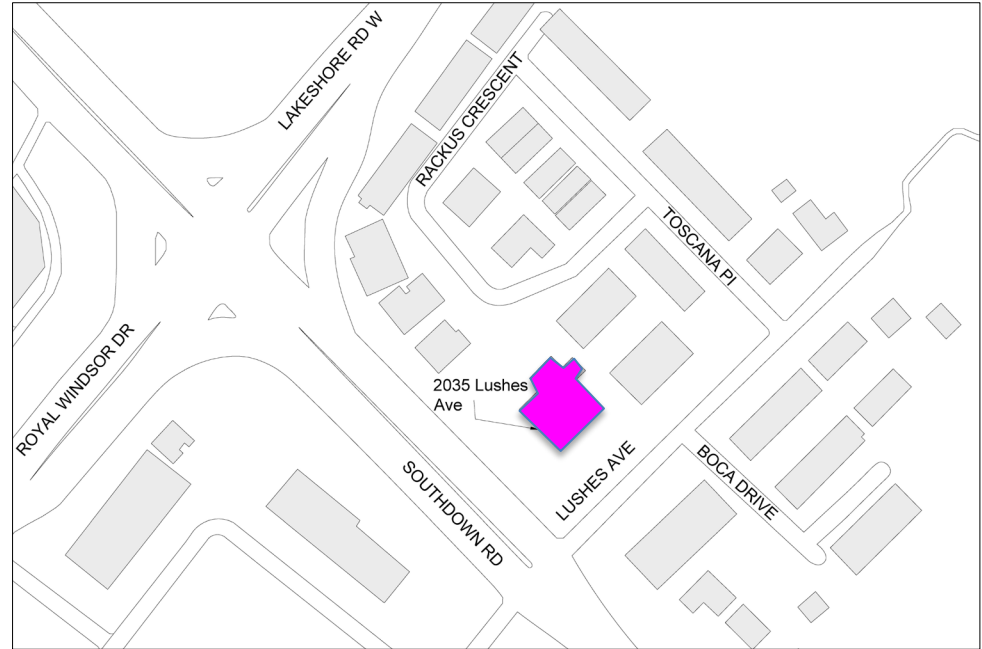 LAKESHORE RD W
RACKUS CRESCENT
TOSCANA Pl
ROYAL WINDSOR DR
2035 Lushes
Ave
SOUTHDOWN RD
LUSHES AVE
BOCA DRIVE